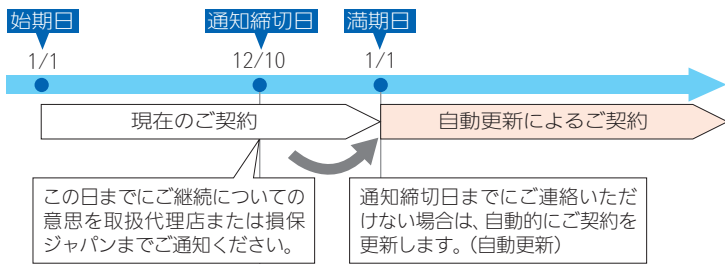 始期日
通知締切日
満期日
1/1
12/10
1/1
現在のご契約
自動更新によるご契約
この日までにご継続についての
意思を取扱代理店または損保
ジャパンまでご通知ください。
通知締切日までにご連絡いただ
けない場合は、自動的にご契約を
更新します。（自動更新）